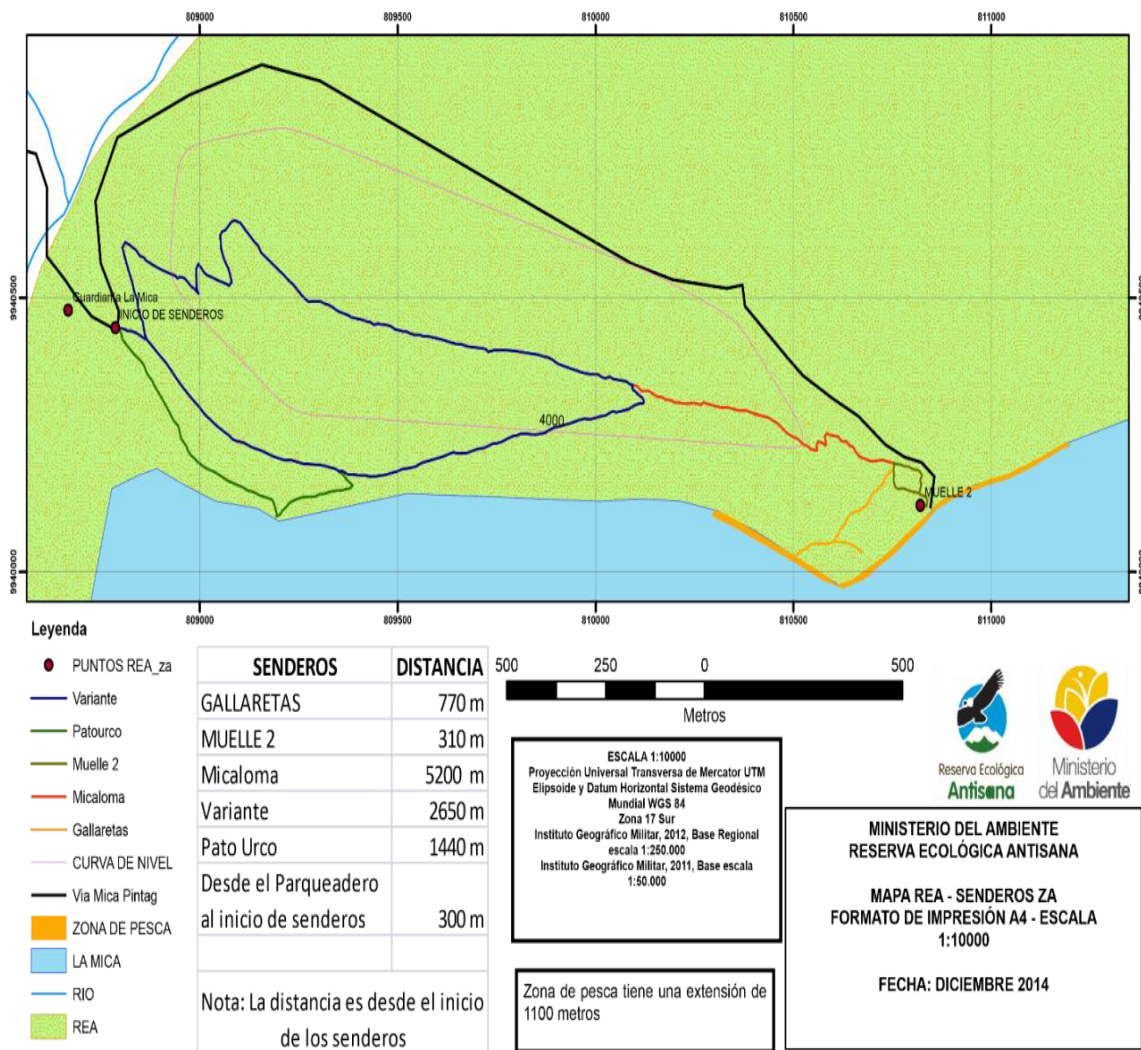 809000 809500 810000 810500 811000
9940500
9940000
Guardianía La Mica
INICIO DE SENDEROS
4000
MUELLE 2
809000 809500 810000 810500 811000
Leyenda
PUNTOS REA_za
Variante
Patourco
Muelle 2
Micaloma
Gallaretas
CURVA DE NIVEL
Via Mica Pintag
ZONA DE PESCA
LA MICA
RIO
REA
SENDEROS DISTANCIA
GALLARETAS 770 m
MUELLE 2 310 m
Micaloma 5200 m
Variante 2650 m
Pato Urco 1440 m
Desde el Parqueadero
al inicio de senderos 300 m
Nota: La distancia es desde el inicio
de los senderos
500 250 0 500
Metros
ESCALA 1:10000
Proyección Universal Transversa de Mercator UTM
Elipsoide y Datum Horizontal Sistema Geodésico
Mundial WGS 84
Zona 17 Sur
Instituto Geográfico Militar, 2012, Base Regional
escala 1:250.000
Instituto Geográfico Militar, 2011, Base escala
1:50.000
Zona de pesca tiene una extensión de
1100 metros
Reserva Ecológica
Antisana
Ministerio
del Ambiente
MINISTERIO DEL AMBIENTE
RESERVA ECOLÓGICA ANTISANA
MAPA REA - SENDEROS ZA
FORMATO DE IMPRESIÓN A4 - ESCALA
1:10000
FECHA: DICIEMBRE 2014